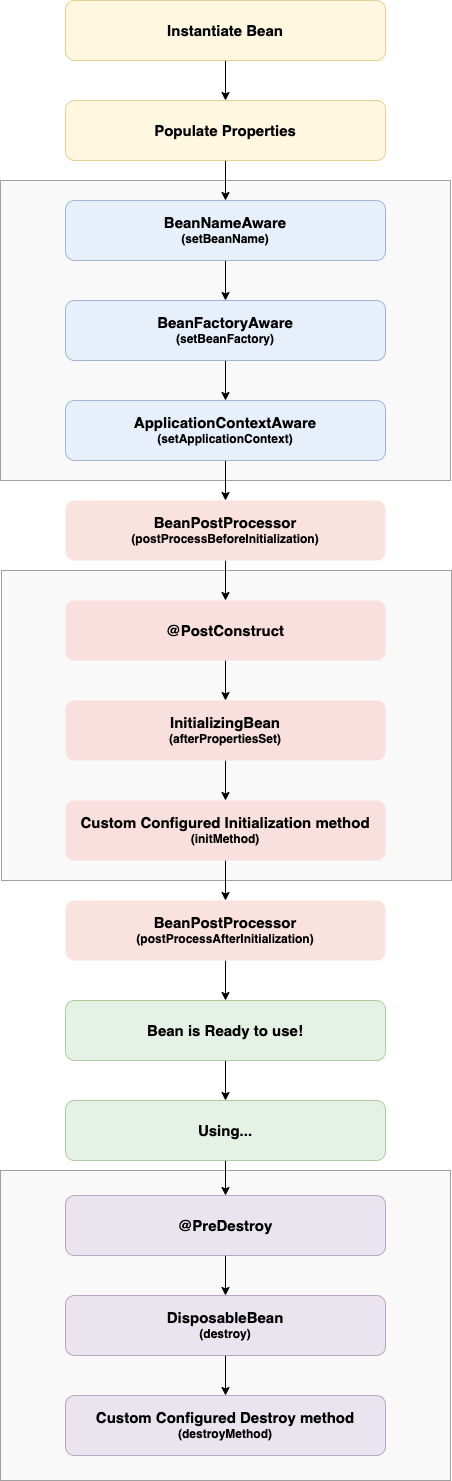 Instantiate Bean
Populate Properties
BeanNameAware
(setBeanName)
BeanFactoryAware
(setBeanFactory)
ApplicationContextAware
(setApplicationContext)
BeanPostProcessor
(postProcessBeforeInitialization)
@PostConstruct
InitializingBean
(afterPropertiesSet)
Custom Configured Initialization method
(initMethod)
BeanPostProcessor
(postProcessAfterInitialization)
Bean is Ready to use!
Using...
@PreDestroy
DisposableBean
(destroy)
Custom Configured Destroy method
(destroyMethod)